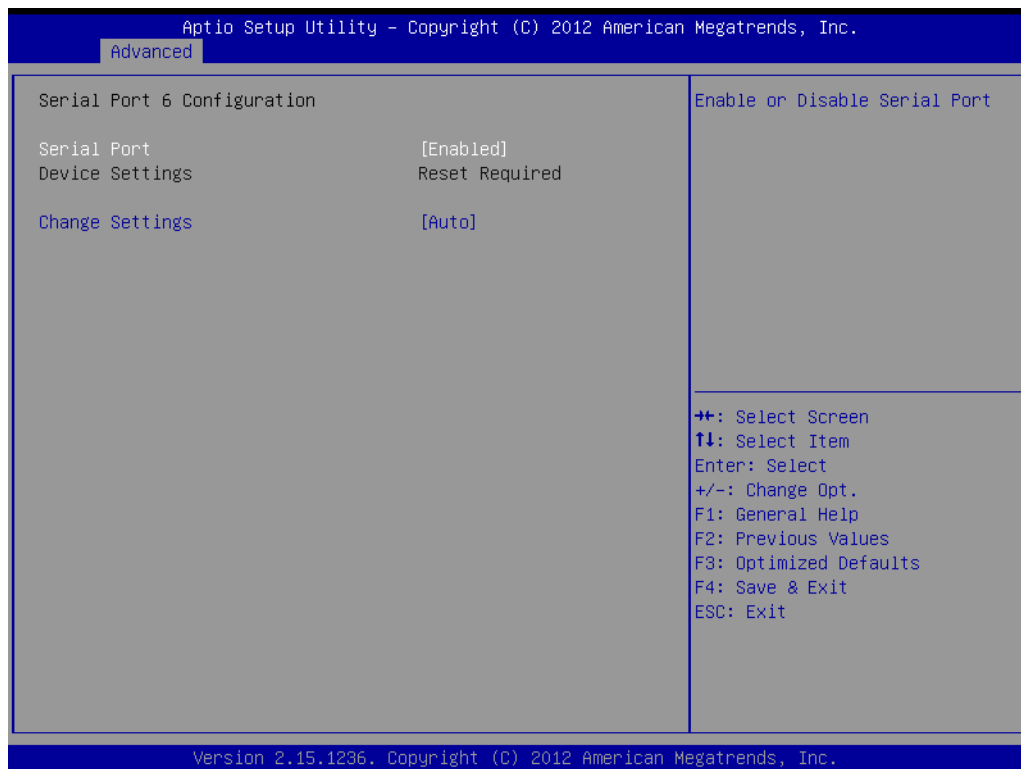 Aptio Setup Utility – Copyright (C) 2012 American Megatrends, Inc.
Advanced
Serial Port 6 Configuration
Serial Port [Enabled]
Device Settings Reset Required
Change Settings [Auto]
Enable or Disable Serial Port
→←: Select Screen
↑↓: Select Item
Enter: Select
+/-: Change Opt.
F1: General Help
F2: Previous Values
F3: Optimized Defaults
F4: Save & Exit
ESC: Exit
Version 2.15.1236. Copyright (C) 2012 American Megatrends, Inc.